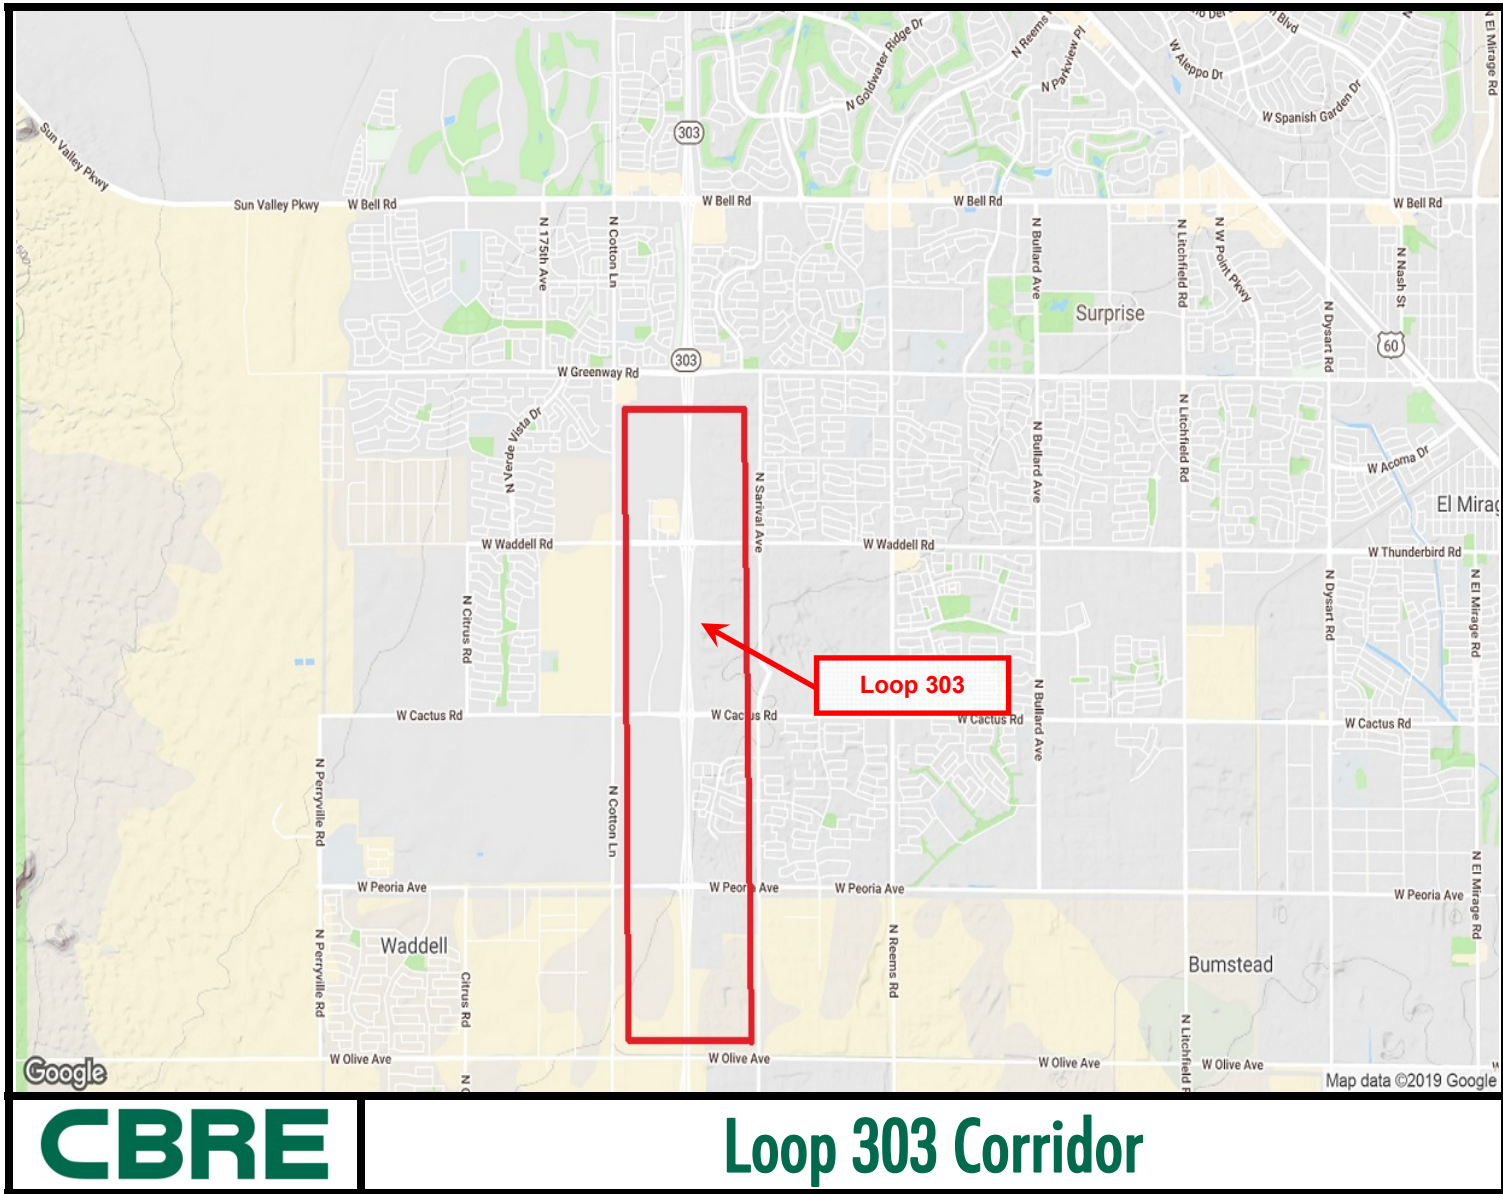 N Goldwater Ridge Dr
N Reems
N Parkview Pl
Blvd
W Aleppo Dr
W Spanish Garden Dr
N El Mirage Rd
Sun Valley Pkwy
303
Sun Valley Pkwy
W Bell Rd
W Bell Rd
W Bell Rd
W Bell Rd
N 175th Ave
N Cotton Ln
N Bullard Ave
N Litchfield Rd
N W Point Pkwy
N Nash St
Surprise
N Dysart Rd
60
303
W Greenway Rd
N Verde Vista Dr
N Bullard Ave
N Litchfield Rd
W Acoma Dr
N Sarival Ave
El Mirag
W Waddell Rd
W Waddell Rd
W Thunderbird Rd
N Citrus Rd
N Dysart Rd
N El Mirage Rd
Loop 303
N Bullard Ave
W Cactus Rd
W Cactus Rd
W Cactus Rd
W Cactus Rd
N Perryville Rd
N Cotton Ln
N El Mirage Rd
W Peoria Ave
W Peoria Ave
W Peoria Ave
W Peoria Ave
Waddell
N Perryville Rd
Citrus Rd
N Reems Rd
Bumstead
N Litchfield R
W Olive Ave
W Olive Ave
W Olive Ave
W Olive Ave
Google
Map data ©2019 Google
CBRE
Loop 303 Corridor